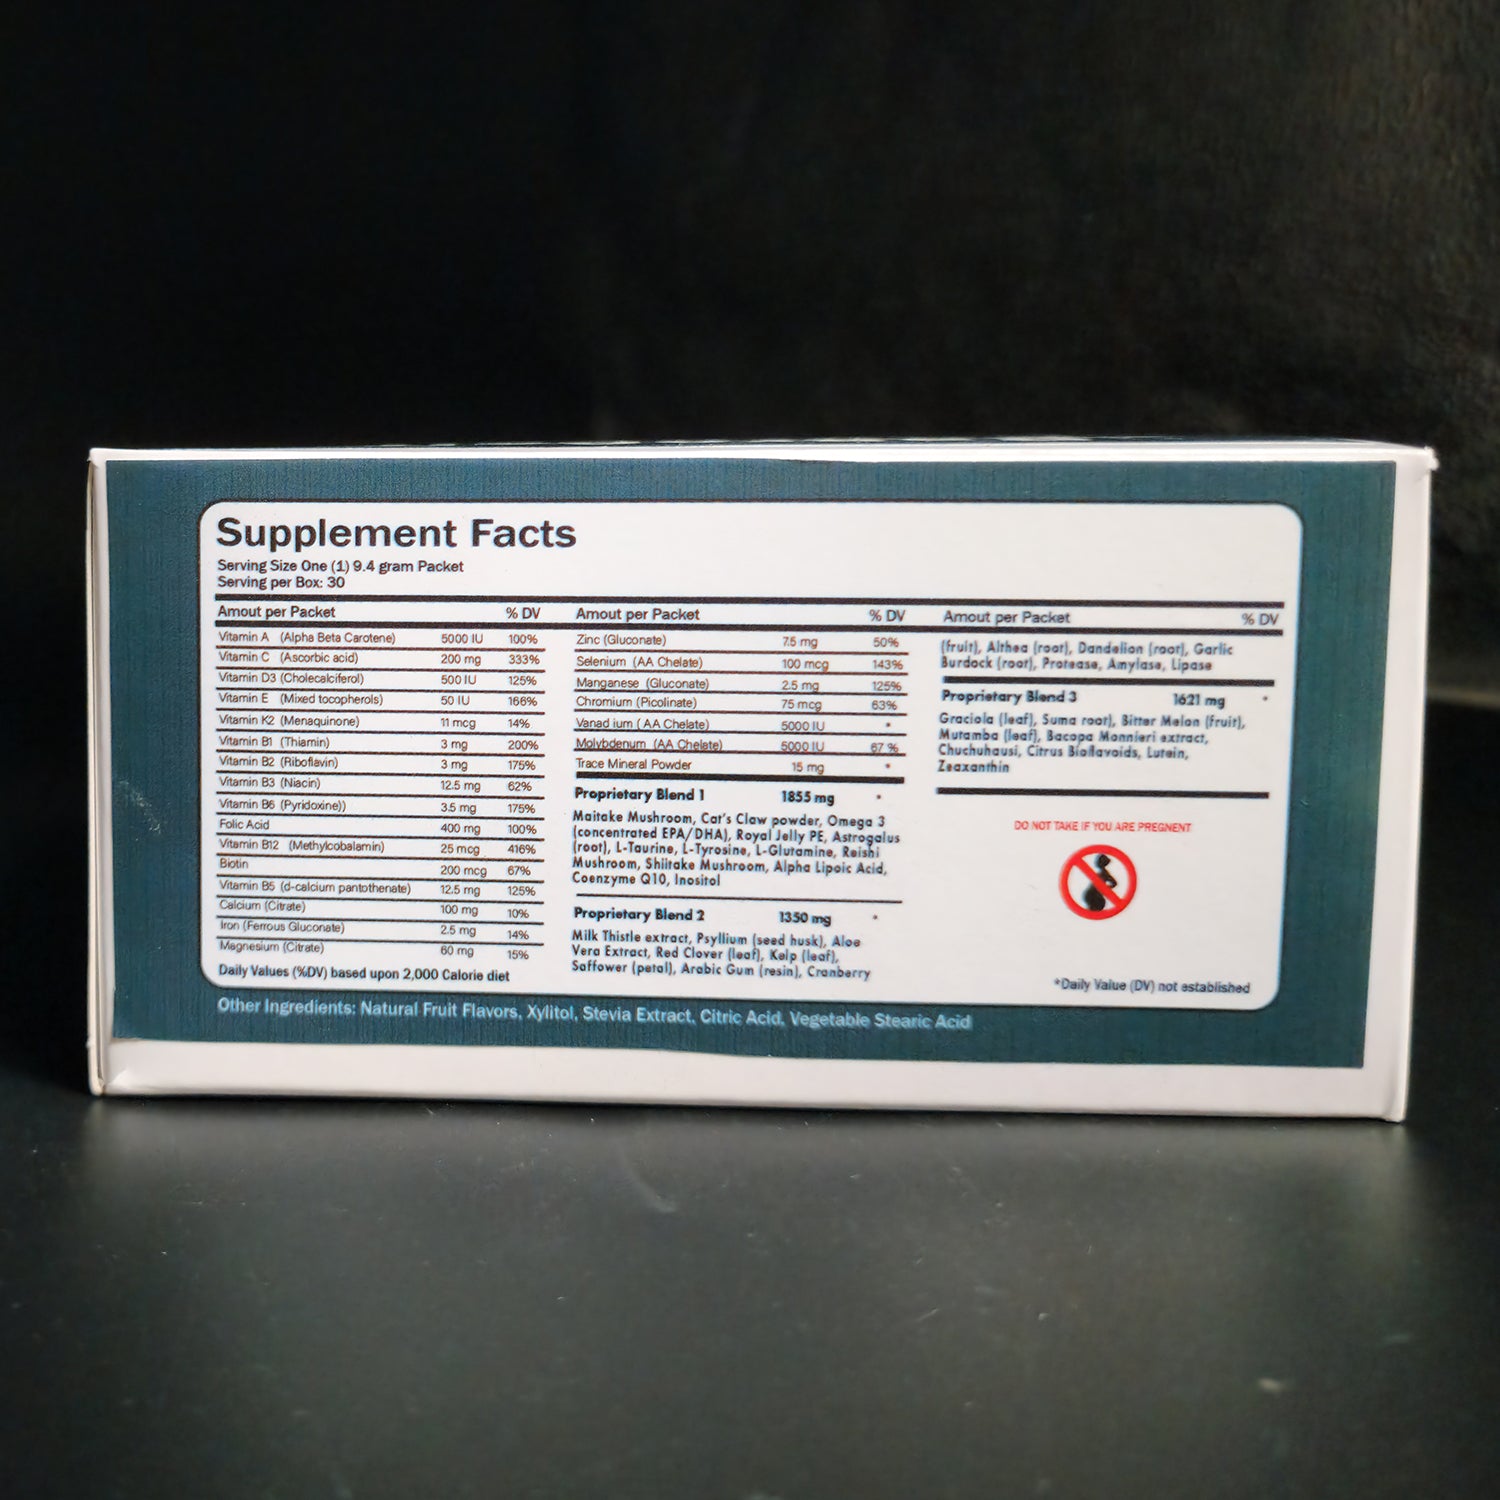 Supplement Facts
Serving Size One (1) 9.4 gram Packet
Serving per Box: 30
Amout per Packet % DV
Vitamin A (Alpha Beta Carotene) 5000 IU 100%
Vitamin C (Ascorbic acid) 200 mg 333%
Vitamin D3 (Cholecalciferol) 500 IU 125%
Vitamin E (Mixed tocopherols) 50 IU 166%
Vitamin K2 (Menaquinone) 11 mcg 14%
Vitamin B1 (Thiamin) 3 mg 200%
Vitamin B2 (Riboflavin) 3 mg 175%
Vitamin B3 (Niacin) 12.5 mg 62%
Vitamin B6 (Pyridoxine)) 3.5 mg 175%
Folic Acid 400 mg 100%
Vitamin B12 (Methylcobalamin) 25 mcg 416%
Biotin 200 mcg 67%
Vitamin B5 (d-calcium pantothenate) 12.5 mg 125%
Calcium (Citrate) 100 mg 10%
Iron (Ferrous Gluconate) 2.5 mg 14%
Magnesium (Citrate) 60 mg 15%
Daily Values (%DV) based upon 2,000 Calorie diet
Amout per Packet % DV
Zinc (Gluconate) 7.5 mg 50%
Selenium (AA Chelate) 100 mcg 143%
Manganese (Gluconate) 2.5 mg 125%
Chromium (Picolinate) 75 mcg 63%
Vanad ium ( AA Chelate) 5000 IU *
Molybdenum (AA Chelate) 5000 IU 67 %
Trace Mineral Powder 15 mg *
Proprietary Blend 1 1855 mg *
Maitake Mushroom, Cat's Claw powder, Omega 3
(concentrated EPA/DHA), Royal Jelly PE, Astrogalus
(root), L-Taurine, L-Tyrosine, L-Glutamine, Reishi
Mushroom, Shiitake Mushroom, Alpha Lipoic Acid,
Coenzyme Q10, Inositol
Proprietary Blend 2 1350 mg *
Milk Thistle extract, Psyllium (seed husk), Aloe
Vera Extract, Red Clover (leaf), Kelp (leaf),
Saffower (petal), Arabic Gum (resin), Cranberry
Amout per Packet % DV
(fruit), Althea (root), Dandelion (root), Garlic
Burdock (root), Protease, Amylase, Lipase
Proprietary Blend 3 1621 mg *
Graciola (leaf), Suma root), Bitter Melon (fruit),
Mutamba (leaf), Bacopa Monnieri extract,
Chuchuhausi, Citrus Bioflavoids, Lutein,
Zeaxanthin
DO NOT TAKE IF YOU ARE PREGNENT
*Daily Value (DV) not established
Other Ingredients: Natural Fruit Flavors, Xylitol, Stevia Extract, Citric Acid, Vegetable Stearic Acid